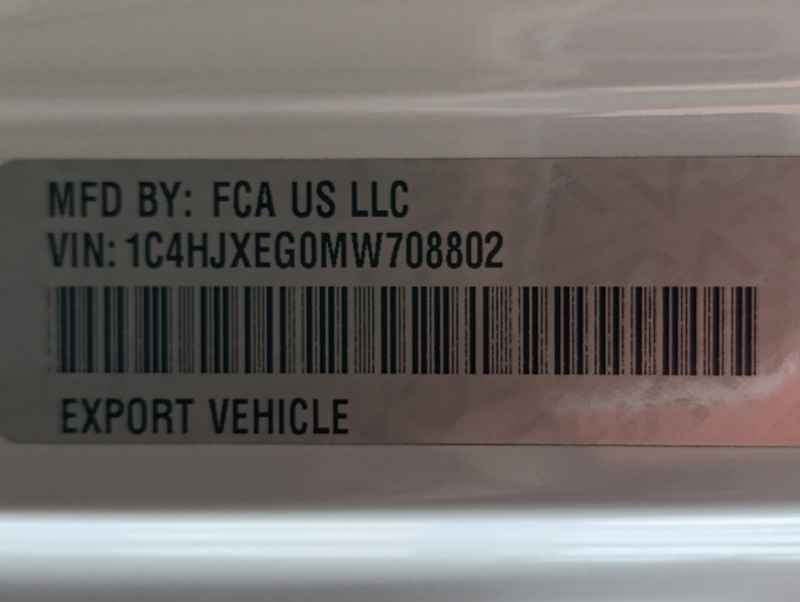 MFD BY: FCA US LLC
VIN: 1C4HJXEG0MW708802
EXPORT VEHICLE